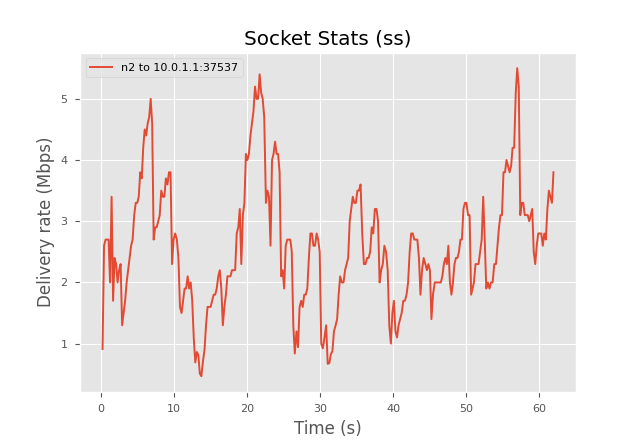 Socket Stats (ss)
n2 to 10.0.1.1:37537
Delivery rate (Mbps)
5
4
3
2
1
0 10 20 30 40 50 60
Time (s)